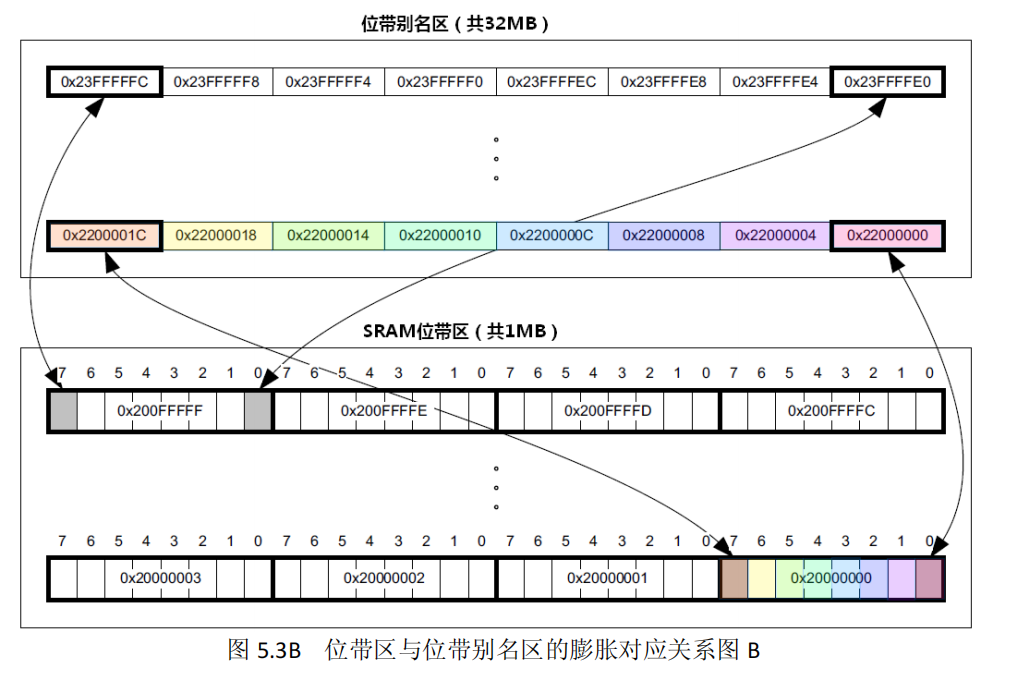 位带别名区（共32MB）
0x23FFFFFC 0x23FFFFF8 0x23FFFFF4 0x23FFFFF0 0x23FFFFEC 0x23FFFFE8 0x23FFFFE4 0x23FFFFE0
0x2200001C 0x22000018 0x22000014 0x22000010 0x2200000C 0x22000008 0x22000004 0x22000000
SRAM位带区（共1MB）
7 6 5 4 3 2 1 0 7 6 5 4 3 2 1 0 7 6 5 4 3 2 1 0 7 6 5 4 3 2 1 0
0x200FFFFF 0x200FFFFE 0x200FFFFD 0x200FFFFC
7 6 5 4 3 2 1 0 7 6 5 4 3 2 1 0 7 6 5 4 3 2 1 0 7 6 5 4 3 2 1 0
0x20000003 0x20000002 0x20000001 0x20000000
图 5.3B 位带区与位带别名区的膨胀对应关系图 B